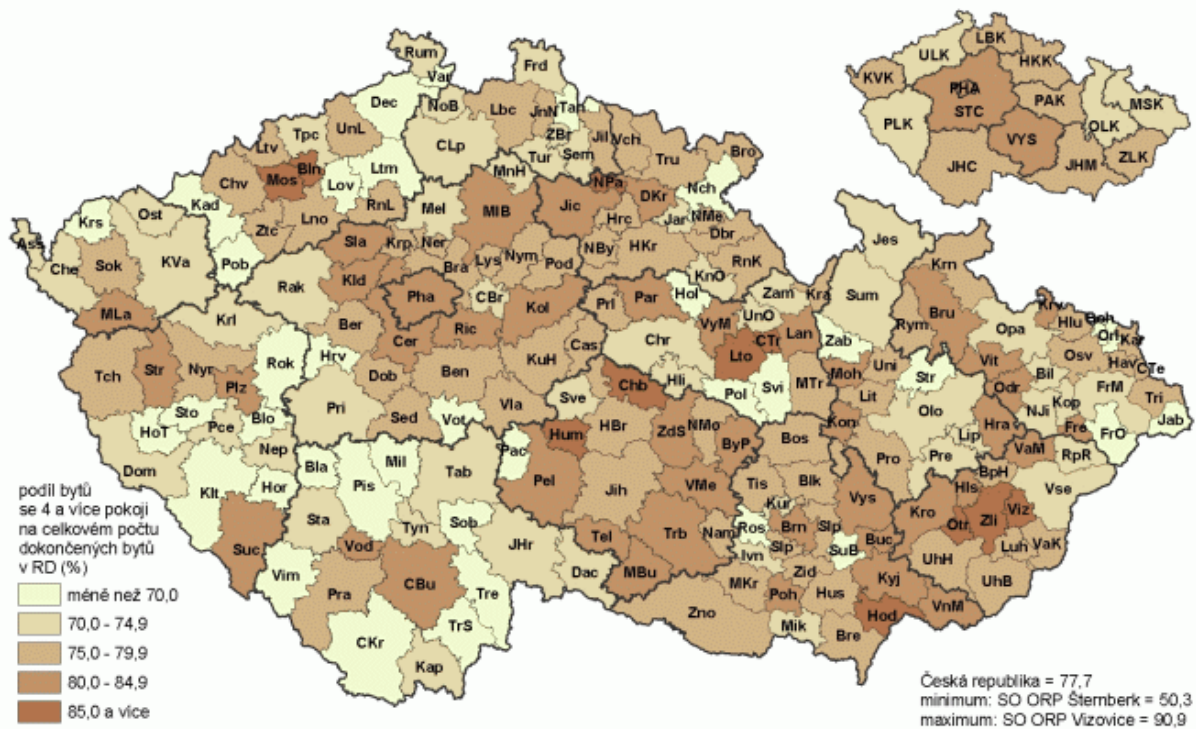 Rum
Var
Frd
Dec
NoB
Lbc
JnN
Tan
Tpc
UnL
ZBr
Jil
Vch
Ltv
CLp
Tur
Sem
Tru
Bro
Bln
Ltm
MnH
Mos
Chv
Lov
NPa
Nch
Kad
RnL
Mel
MlB
Jic
DKr
Krs
Ost
Lno
Hrc
Jar
NMe
Ztc
Sla
Krp
Ner
Dbr
Ass
Che
Sok
KVa
Pob
Bra
Lys
Nym
Pod
NBy
HKr
RnK
Rak
Kld
Pha
CBr
Kol
KnO
MLa
Krl
Ber
Ric
Prl
Par
Hol
Zam
Kra
Cer
VyM
UnO
Tch
Str
Nyr
Rok
Hrv
KuH
Cas
Chr
Lto
CTr
Lan
Plz
Dob
Ben
Hli
Pol
Svi
MTr
Sto
Pri
Sed
Vot
Vla
Sve
Chb
HoT
Pce
Blo
Nep
HBr
ZdS
NMo
ByP
Dom
Klt
Hor
Bla
Mil
Pis
Tab
Pac
Hum
Pel
Jih
VMe
Sta
Tyn
Sob
Suc
Vod
CBu
JHr
Tel
Trb
Nam
Vim
Pra
Tre
Dac
MBu
CKr
TrS
Kap
Jes
Krn
Sum
Rym
Bru
Opa
Krv
Hlu
Boh
Orl
Kar
Zab
Vit
Osv
Hav
CTe
Moh
Uni
Str
Odr
Bil
FrM
Tri
Lit
Olo
NJi
Kop
Jab
Kon
Lip
Hra
Fre
FrO
Bos
Pro
Pre
VaM
RpR
Tis
Blk
Vys
BpH
Hls
Vse
Kur
Kro
Viz
Ros
Brn
Slp
Otr
Zli
Ivn
Slp
SuB
Buc
Luh
VaK
UhH
MKr
Zid
Kyj
UhB
Poh
Hus
Zno
Mik
Hod
VnM
Bre
LBK
ULK
HKK
KVK
PHA
STC
PAK
MSK
PLK
OLK
VYS
JHC
JHM
ZLK
podíl bytů
se 4 a více pokoji
na celkovém počtu
dokončených bytů
v RD (%)
méně než 70,0
70,0 - 74,9
75,0 - 79,9
80,0 - 84,9
85,0 a více
Česká republika = 77,7
minimum: SO ORP Šternberk = 50,3
maximum: SO ORP Vizovice = 90,9